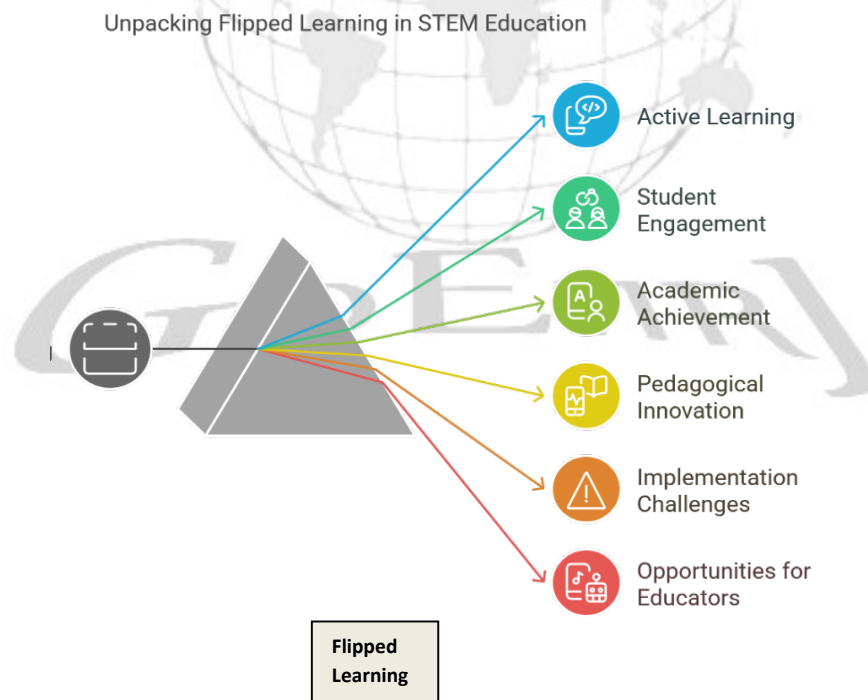 Unpacking Flipped Learning in STEM Education
Active Learning
Student
Engagement
Academic
Achievement
Pedagogical
Innovation
Implementation
Challenges
Opportunities for
Educators
Flipped
Learning